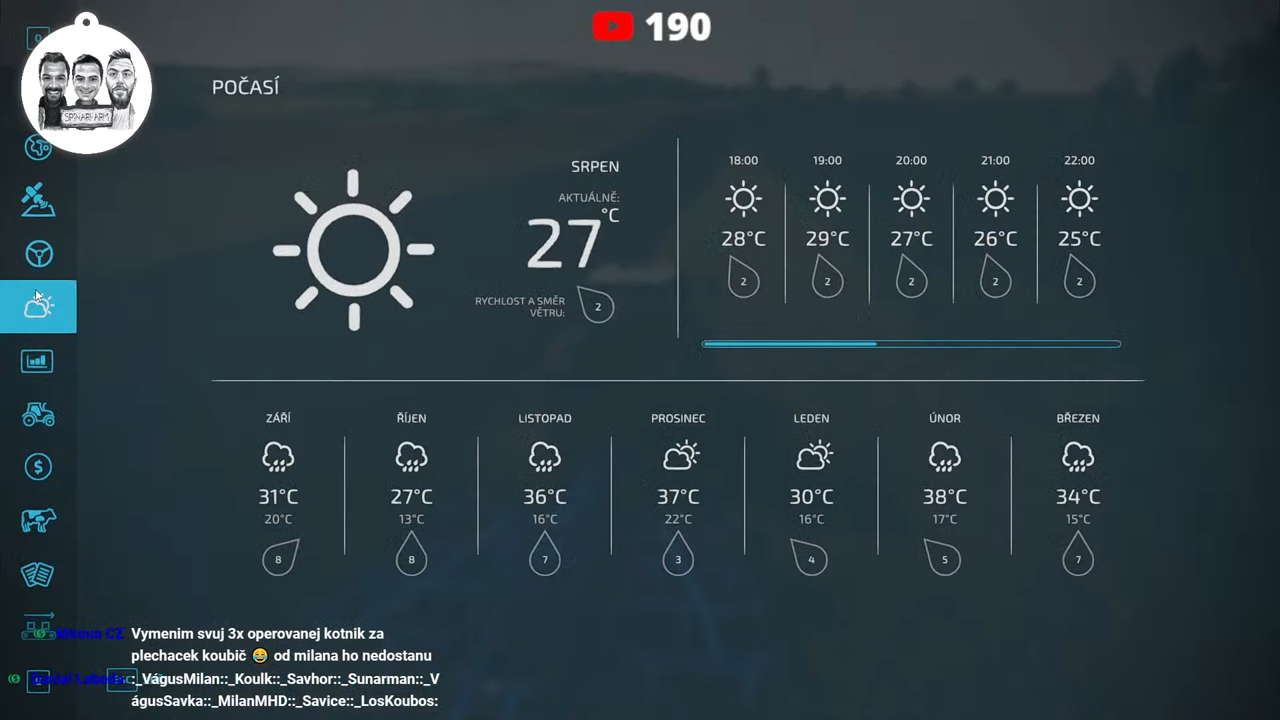 190
POČASÍ
SRPEN
AKTUÁLNĚ:
27°C
RYCHLOST A SMĚR
VĚTRU:
2
18:00 19:00 20:00 21:00 22:00
28°C 29°C 27°C 26°C 25°C
2 2 2 2 2
ZÁŘÍ ŘÍJEN LISTOPAD PROSINEC LEDEN ÚNOR BŘEZEN
31°C 27°C 36°C 37°C 30°C 38°C 34°C
20°C 13°C 16°C 22°C 16°C 17°C 15°C
8 8 7 3 4 5 7
Vymenim svuj 3x operovanej kotnik za
plechacek koubič 😂 od milana ho nedostanu
:_VágusMilan::_Koulk::_Savhor::_Sunarman::_V
águsSavka::_MilanMHD::_Savice::_LosKoubos: